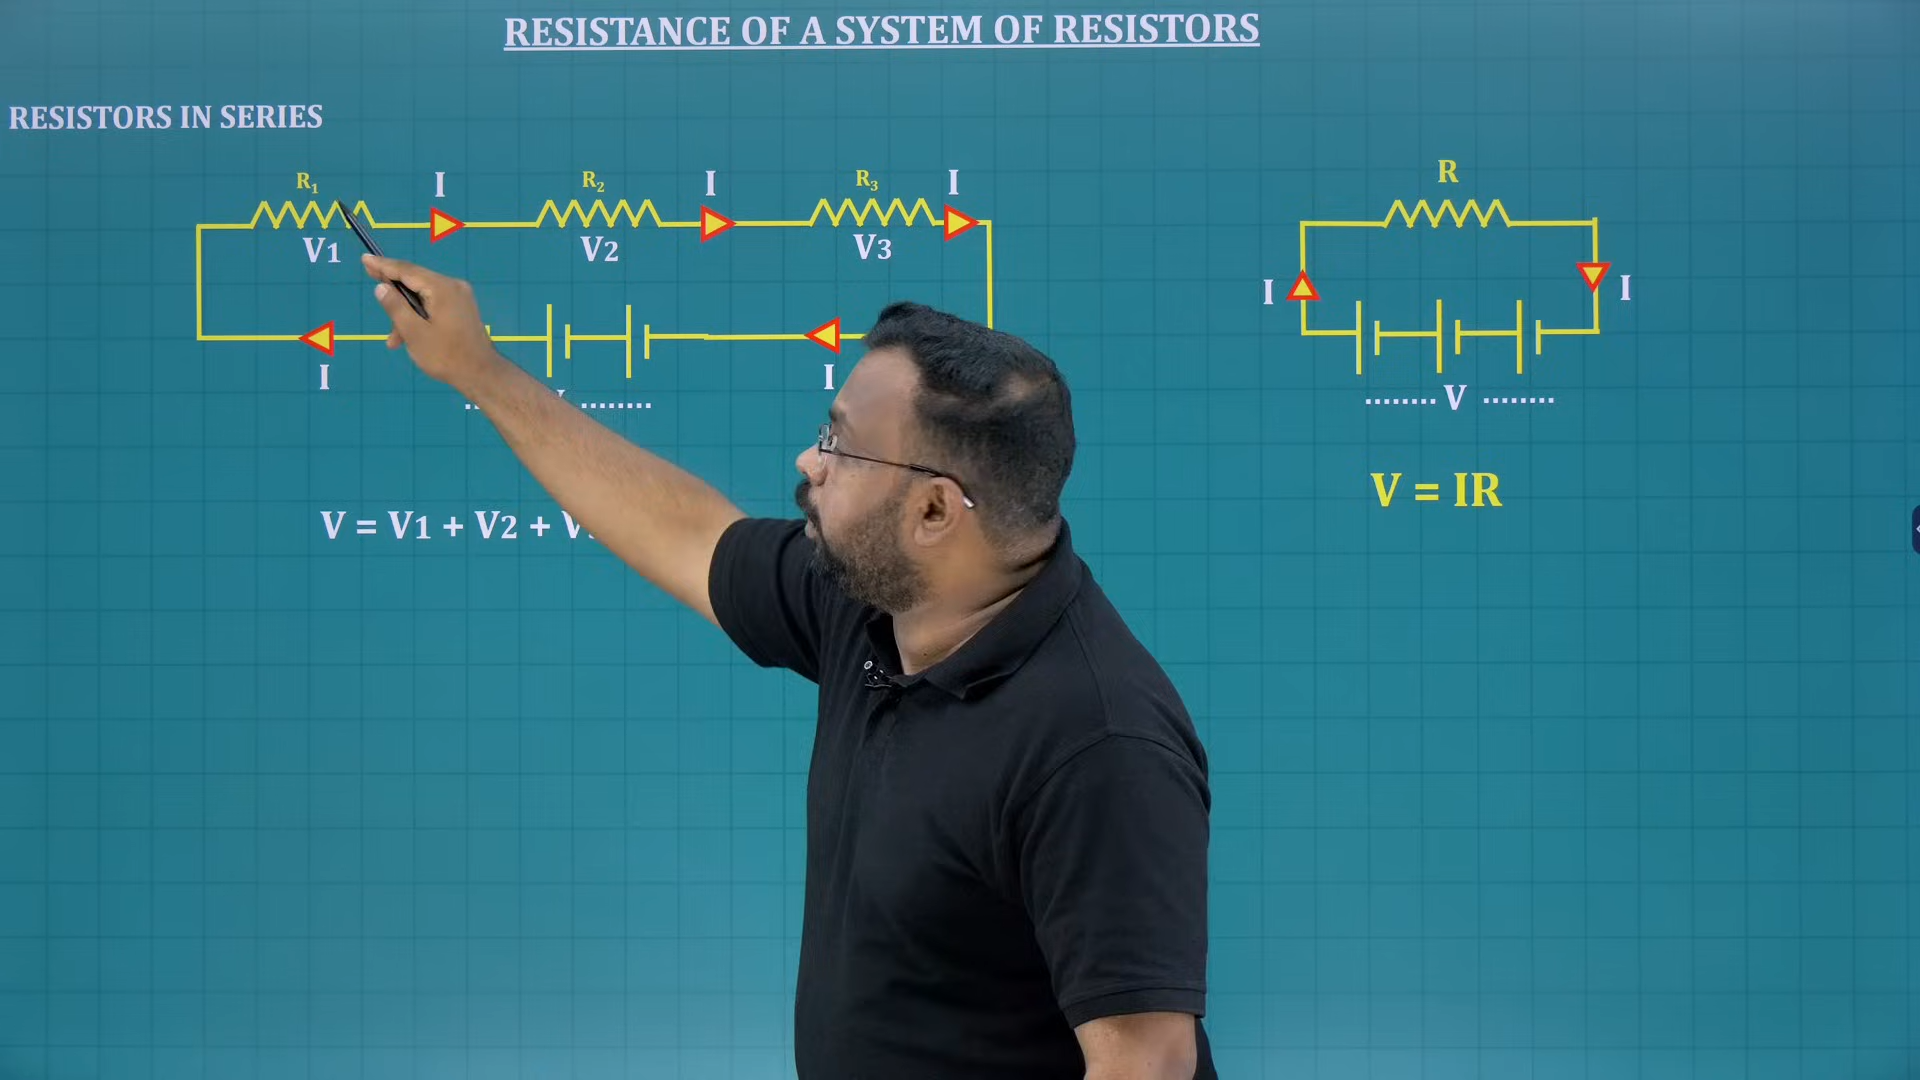 RESISTANCE OF A SYSTEM OF RESISTORS
RESISTORS IN SERIES
R₁ I R₂ I R₃ I
V1 V2 V3
I I
........ ........
V = V1 + V2 + V
R
I I
........ V ........
V = IR